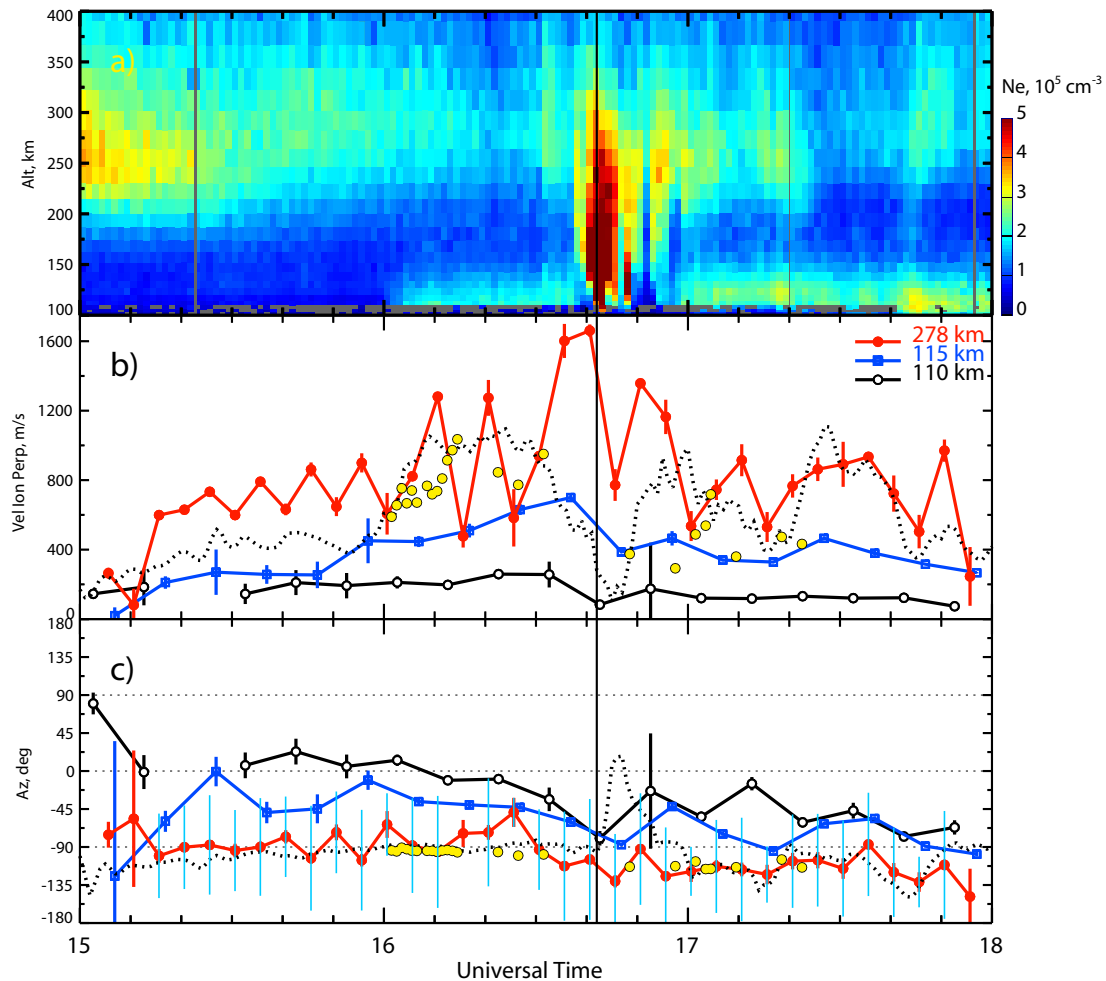 400
350
300
250
200
150
100
Alt, km
a)
Ne, 10⁵ cm⁻³
5
4
3
2
1
0
1600
1200
800
400
0
Vel Ion Perp, m/s
b)
278 km
115 km
110 km
180
135
90
45
0
-45
-90
-135
-180
Az, deg
c)
15
16
17
18
Universal Time